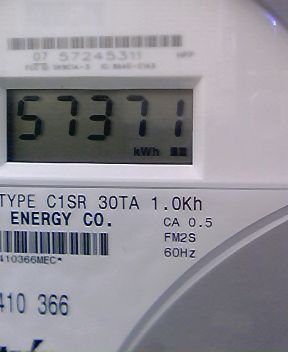 07 57245311 HPP
57371
kWh
TYPE C1SR 30TA 1.0Kh
ENERGY CO.
CA 0.5
FM2S
60Hz
410366MEC*
410 366